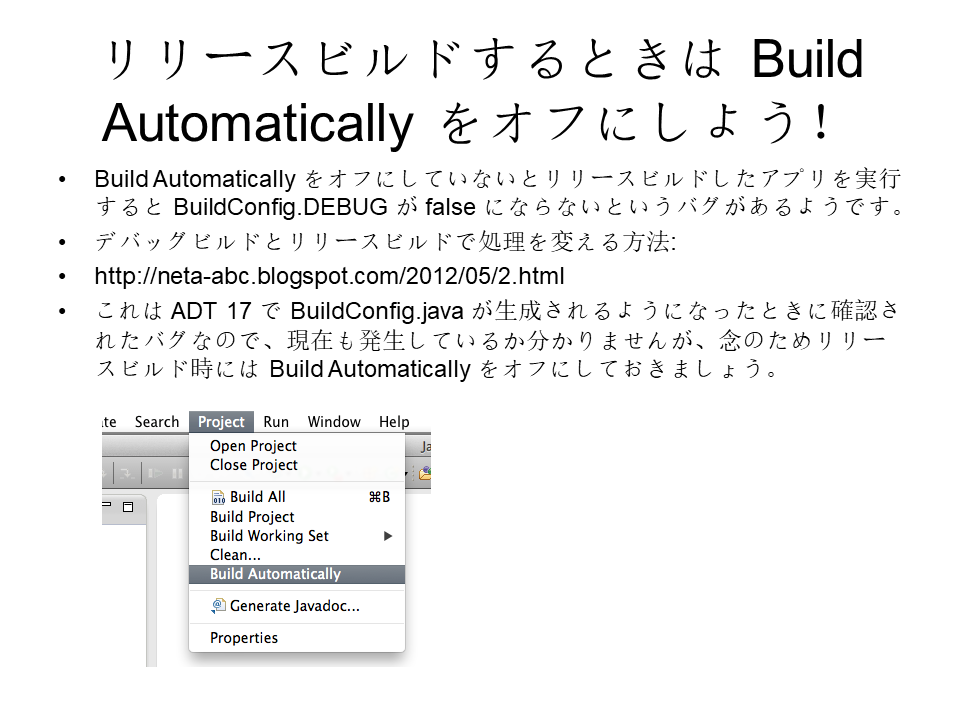 リリースビルドするときは Build
Automatically をオフにしよう!
• Build Automatically をオフにしていないとリリースビルドしたアプリを実行
すると BuildConfig.DEBUG が false にならないというバグがあるようです。
• デバッグビルドとリリースビルドで処理を変える方法:
• http://neta-abc.blogspot.com/2012/05/2.html
• これは ADT 17 で BuildConfig.java が生成されるようになったときに確認さ
れたバグなので、現在も発生しているか分かりませんが、念のためリリー
スビルド時には Build Automatically をオフにしておきましょう。
Search Project Run Window Help
Open Project
Close Project
Build All ⌘B
Build Project
Build Working Set
Clean...
Build Automatically
Generate Javadoc...
Properties